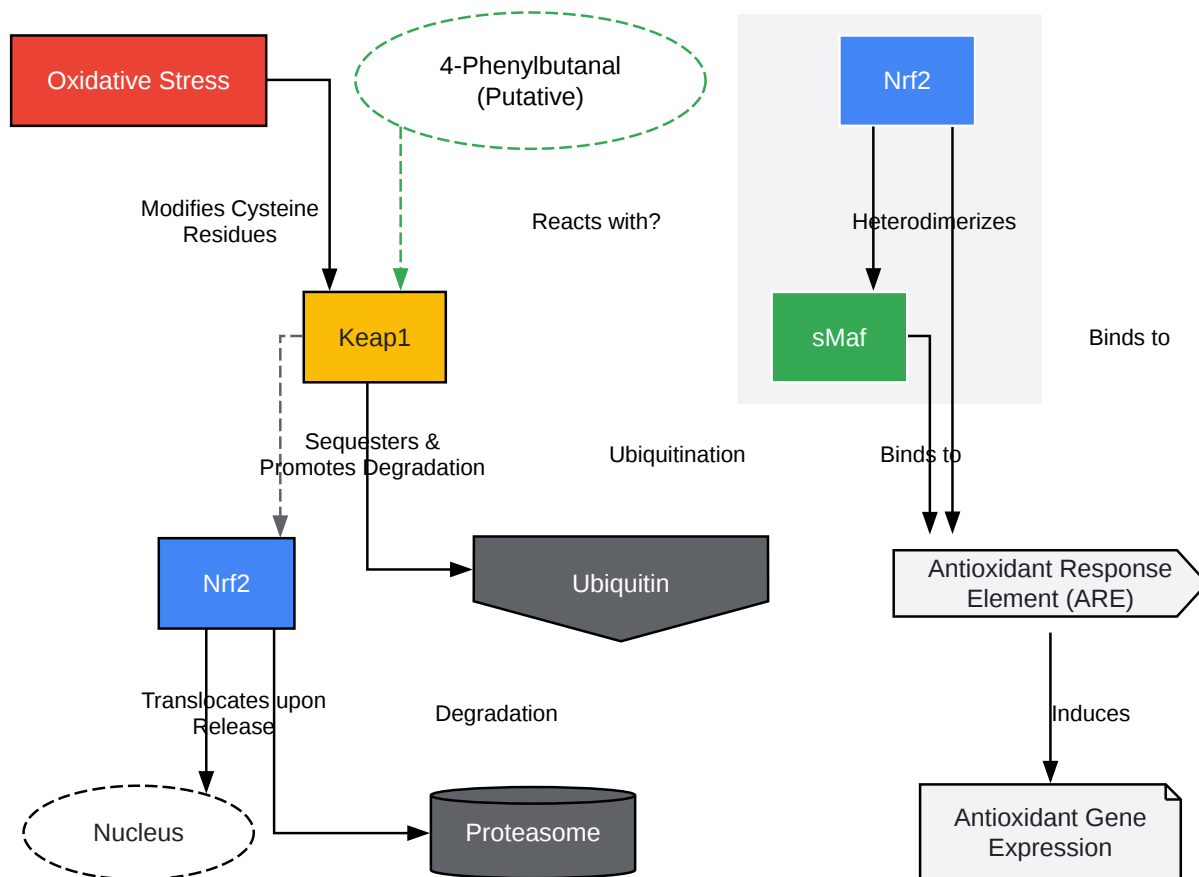 Oxidative Stress
4-Phenylbutanal
(Putative)
Nrf2
Modifies Cysteine
Residues
Reacts with?
Heterodimerizes
Keap1
sMaf
Binds to
Sequesters &
Promotes Degradation
Ubiquitination
Binds to
Nrf2
Ubiquitin
Antioxidant Response
Element (ARE)
Translocates upon
Release
Degradation
Induces
Nucleus
Proteasome
Antioxidant Gene
Expression